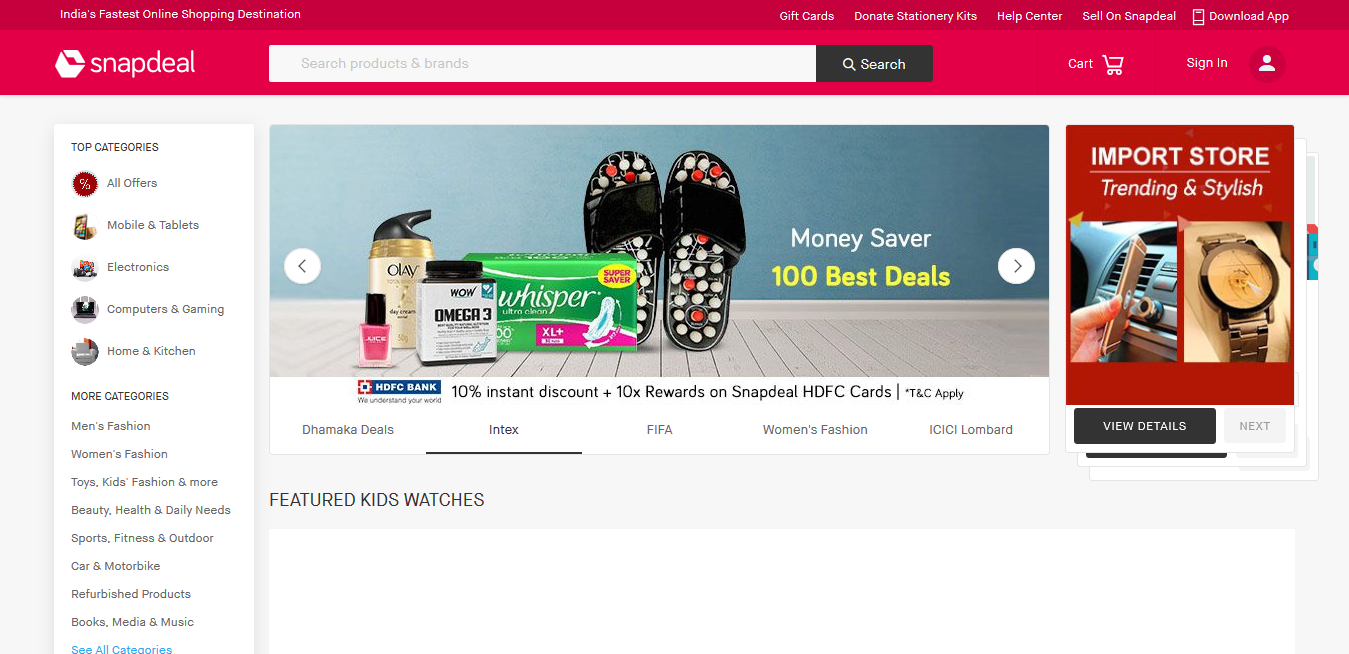 India's Fastest Online Shopping Destination
Gift Cards
Donate Stationery Kits
Help Center
Sell On Snapdeal
Download App
snapdeal
Search products & brands
Search
Cart
Sign In
TOP CATEGORIES
% All Offers
Mobile & Tablets
Electronics
Computers & Gaming
Home & Kitchen
MORE CATEGORIES
Men's Fashion
Women's Fashion
Toys, Kids' Fashion & more
Beauty, Health & Daily Needs
Sports, Fitness & Outdoor
Car & Motorbike
Refurbished Products
Books, Media & Music
See All Categories
OLAY
day cream
50g
JUICE
WOW
OMEGA 3
whisper
ultra clean
SUPER
SAVER
XL+
Money Saver
100 Best Deals
HDFC BANK
We understand your world
10% instant discount + 10x Rewards on Snapdeal HDFC Cards | *T&C Apply
Dhamaka Deals
Intex
FIFA
Women's Fashion
ICICI Lombard
IMPORT STORE
Trending & Stylish
VIEW DETAILS
NEXT
FEATURED KIDS WATCHES